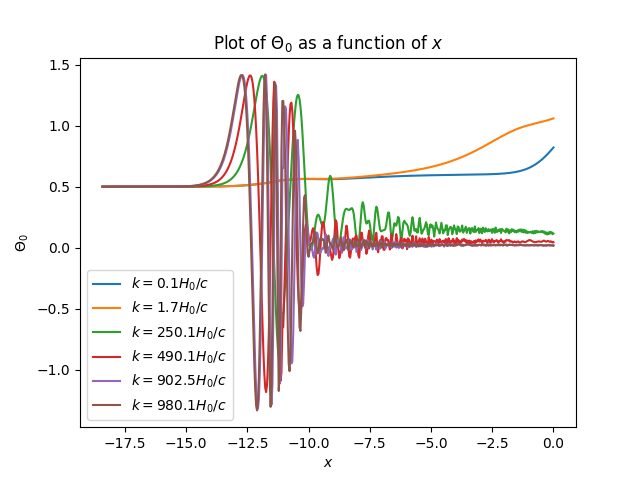 Plot of Θ₀ as a function of x
1.5
1.0
0.5
0.0
−0.5
−1.0
Θ₀
k = 0.1H₀/c
k = 1.7H₀/c
k = 250.1H₀/c
k = 490.1H₀/c
k = 902.5H₀/c
k = 980.1H₀/c
−17.5 −15.0 −12.5 −10.0 −7.5 −5.0 −2.5 0.0
x